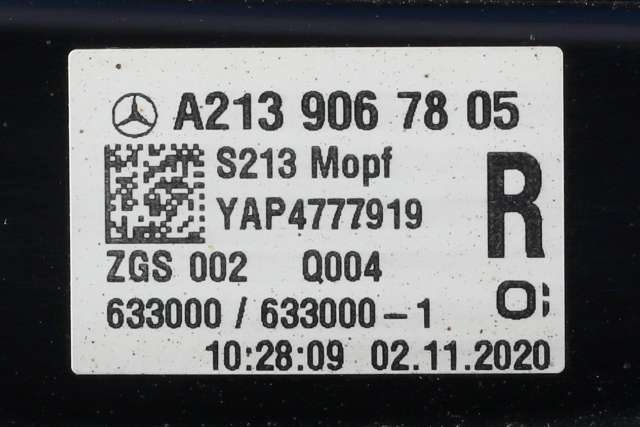 A213 906 78 05
S213 Mopf
YAP4777919
R
ZGS 002 Q004
633000 / 633000-1
10:28:09 02.11.2020